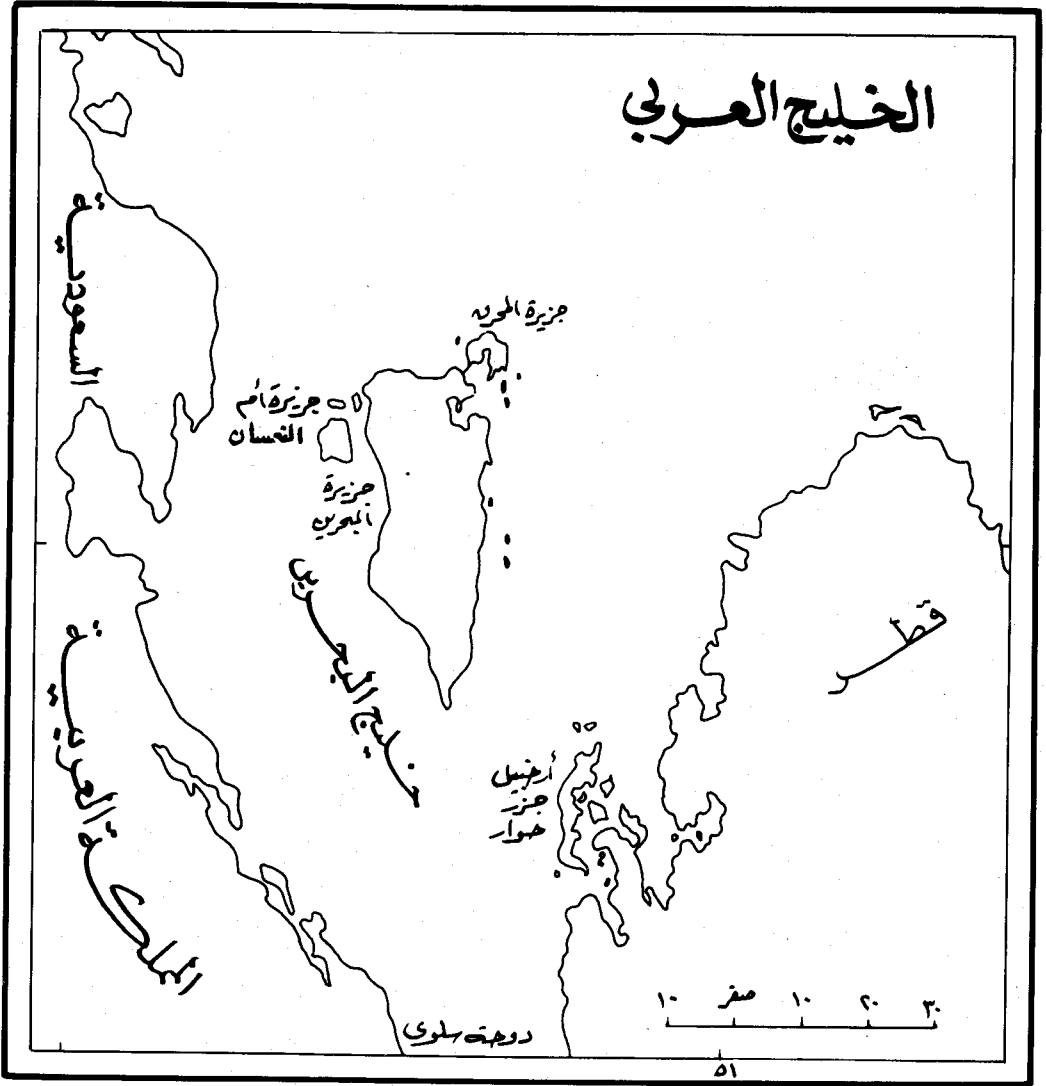 الخليج العربي
جزيرة المحرق
جزيرة أم
النعسان
جزيرة
البحرين
خليج البحرين
قطر
أرخبيل
جزر
حوار
المملكة العربية
السعودية
دوحة سلوى
١٠ صفر ١٠ ٢٠ ٣٠
٥١